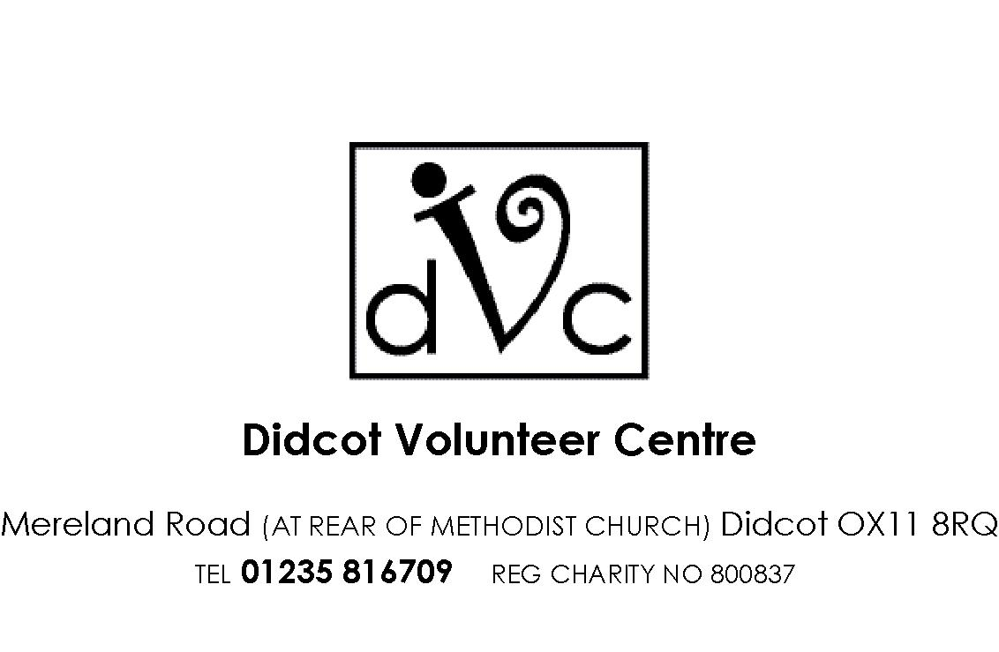 dvc
Didcot Volunteer Centre
Mereland Road (AT REAR OF METHODIST CHURCH) Didcot OX11 8RQ
TEL 01235 816709 REG CHARITY NO 800837